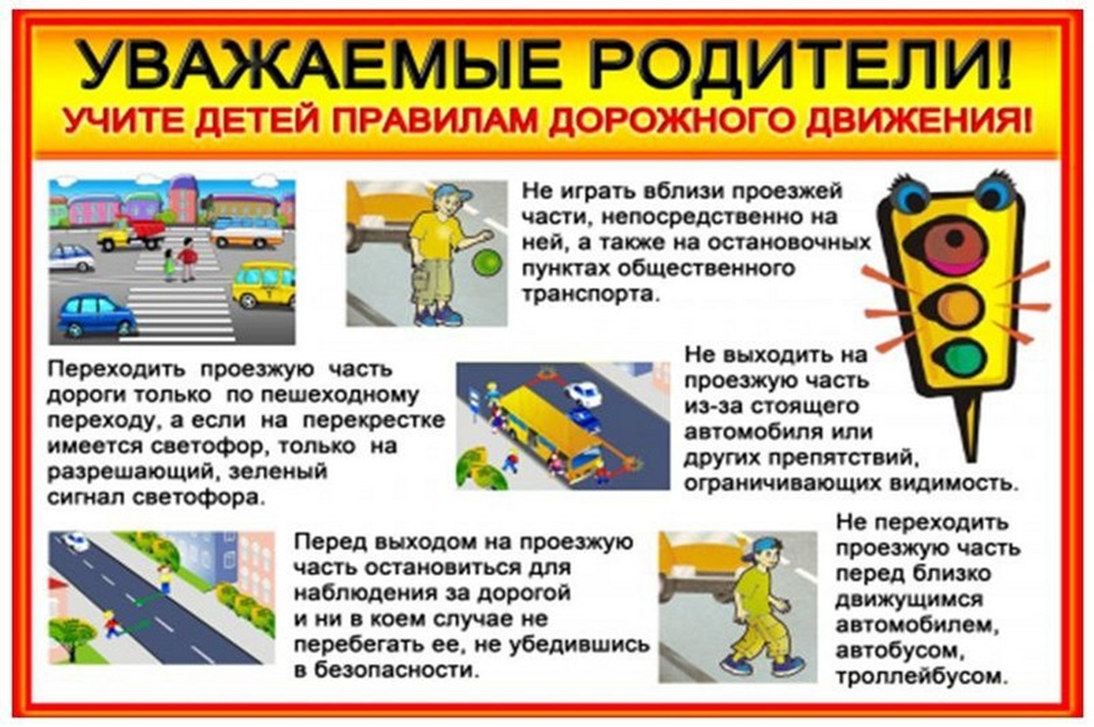 УВАЖАЕМЫЕ РОДИТЕЛИ!
УЧИТЕ ДЕТЕЙ ПРАВИЛАМ ДОРОЖНОГО ДВИЖЕНИЯ!
Не играть вблизи проезжей
части, непосредственно на
ней, а также на остановочных
пунктах общественного
транспорта.
Переходить проезжую часть
дороги только по пешеходному
переходу, а если на перекрестке
имеется светофор, только на
разрешающий, зеленый
сигнал светофора.
Не выходить на
проезжую часть
из-за стоящего
автомобиля или
других препятствий,
ограничивающих видимость.
Перед выходом на проезжую
часть остановиться для
наблюдения за дорогой
и ни в коем случае не
перебегать ее, не убедившись
в безопасности.
Не переходить
проезжую часть
перед близко
движущимся
автомобилем,
автобусом,
троллейбусом.